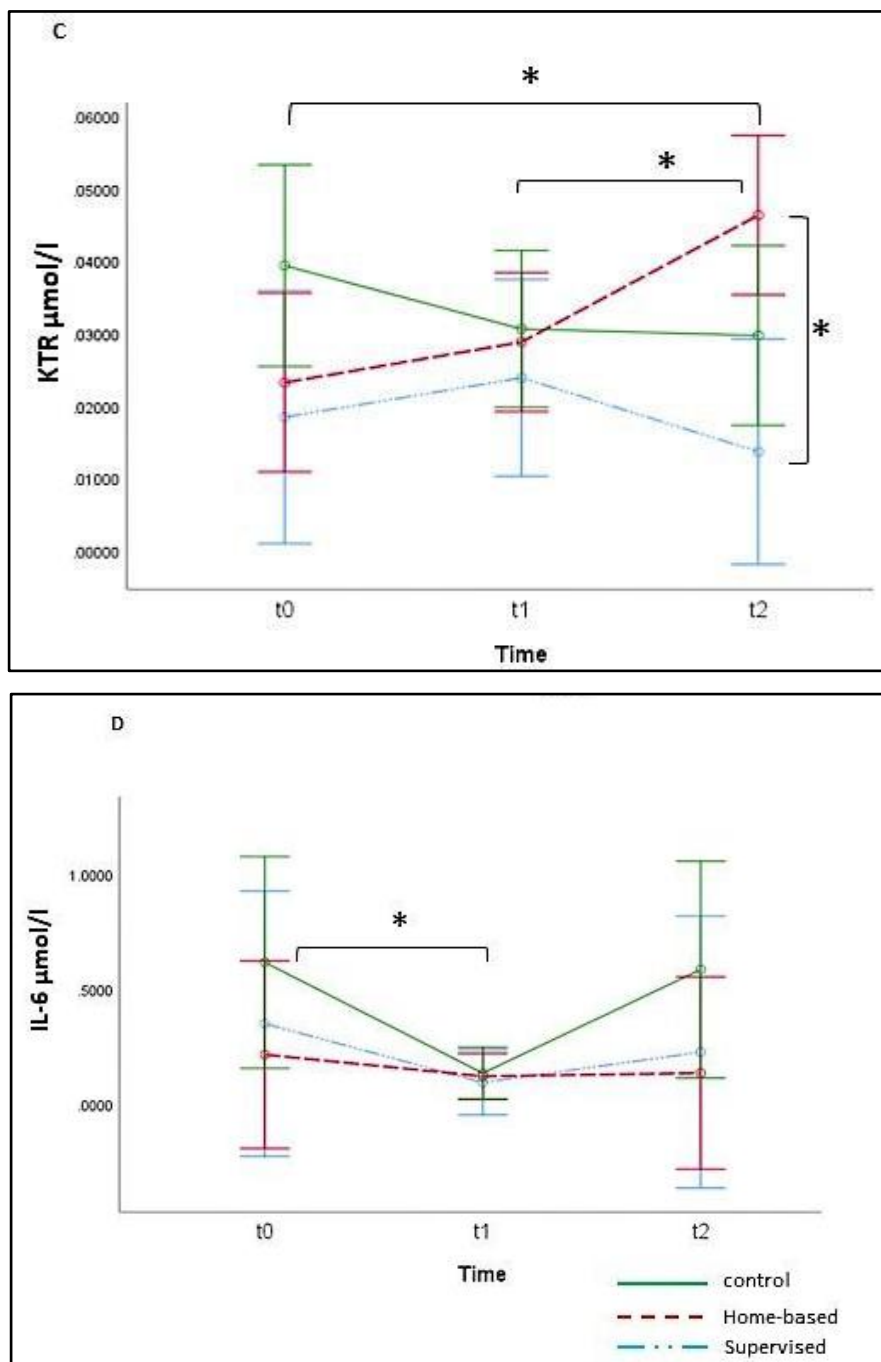 C
*
.06000
*
.05000
.04000
*
.03000
.02000
.01000
.00000
KTR µmol/l
t0 t1 t2
Time
D
1.0000
*
.5000
.0000
IL-6 µmol/l
t0 t1 t2
Time
control
Home-based
Supervised